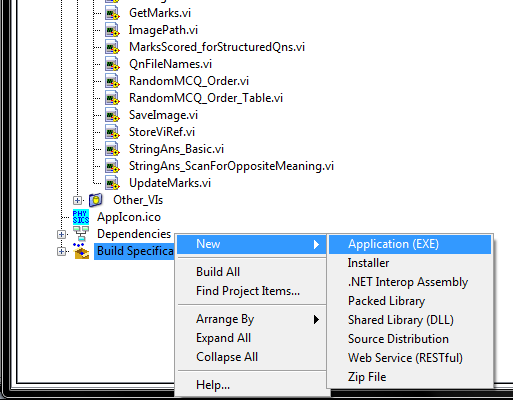 GetMarks.vi
ImagePath.vi
MarksScored_forStructuredQns.vi
QnFileNames.vi
RandomMCQ_Order.vi
RandomMCQ_Order_Table.vi
SaveImage.vi
StoreViRef.vi
StringAns_Basic.vi
StringAns_ScanForOppositeMeaning.vi
UpdateMarks.vi
Other_VIs
PHY SICS AppIcon.ico
Dependencies
Build Specifica
New
Build All
Find Project Items...
Arrange By
Expand All
Collapse All
Help...
Application (EXE)
Installer
.NET Interop Assembly
Packed Library
Shared Library (DLL)
Source Distribution
Web Service (RESTful)
Zip File